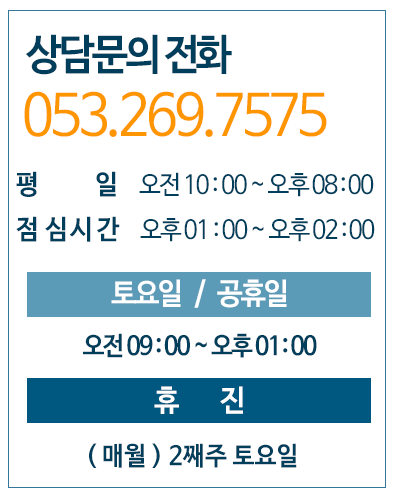 상담문의 전화
053.269.7575
평 일 오전 10:00 ~ 오후 08:00
점심시간 오후 01:00 ~ 오후 02:00
토요일 / 공휴일
오전 09:00 ~ 오후 01:00
휴 진
( 매월 ) 2째주 토요일